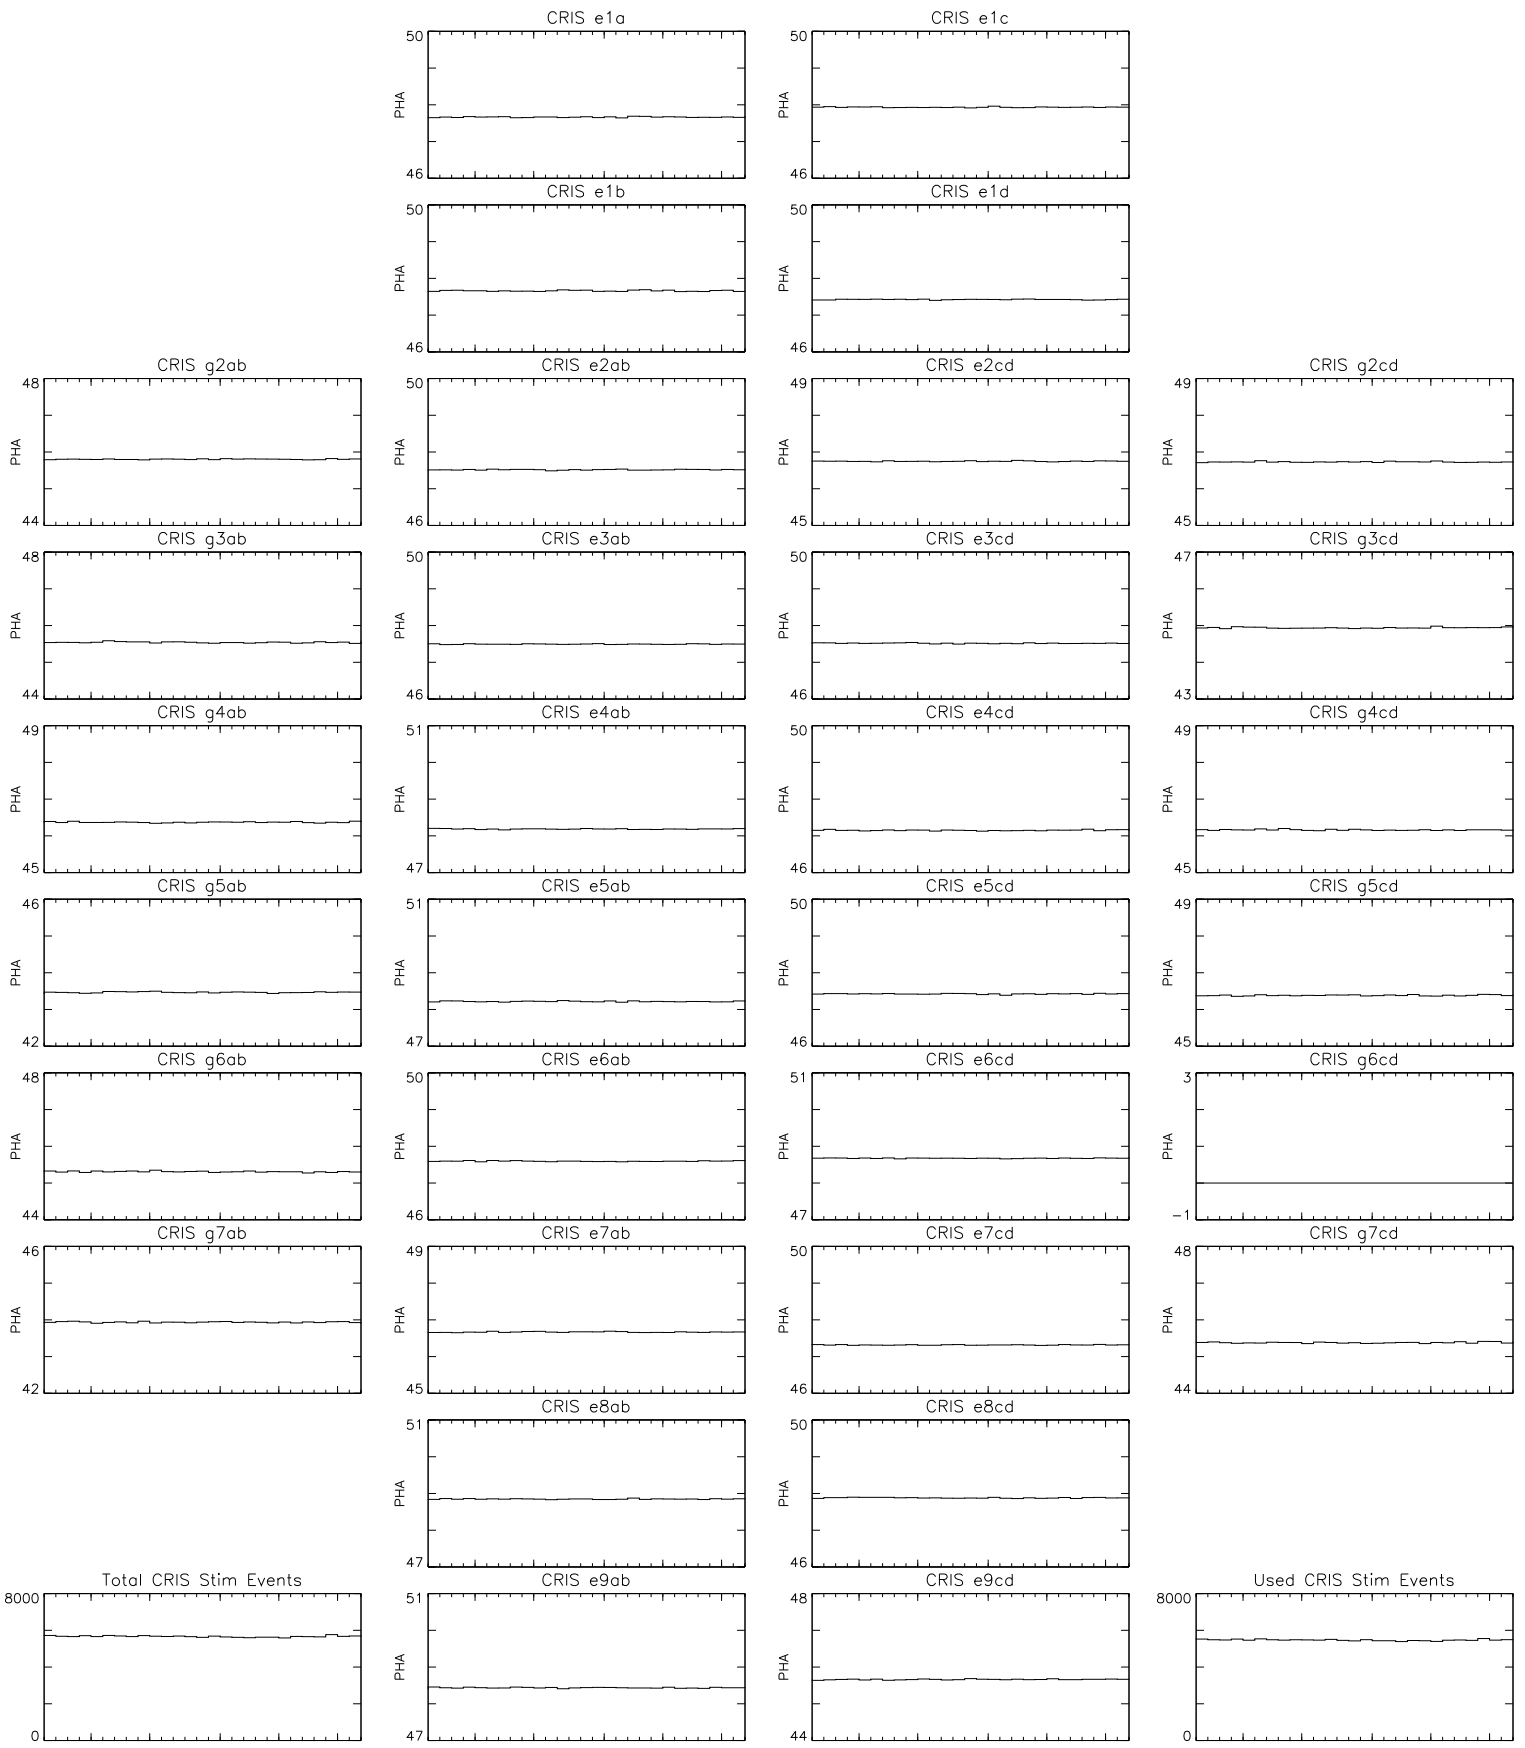 CRIS e1a
50
PHA
46
CRIS e1c
50
PHA
46
CRIS e1b
50
PHA
46
CRIS e1d
50
PHA
46
CRIS g2ab
48
PHA
44
CRIS e2ab
50
PHA
46
CRIS e2cd
49
PHA
45
CRIS g2cd
49
PHA
45
CRIS g3ab
48
PHA
44
CRIS e3ab
50
PHA
46
CRIS e3cd
50
PHA
46
CRIS g3cd
47
PHA
43
CRIS g4ab
49
PHA
45
CRIS e4ab
51
PHA
47
CRIS e4cd
50
PHA
46
CRIS g4cd
49
PHA
45
CRIS g5ab
46
PHA
42
CRIS e5ab
51
PHA
47
CRIS e5cd
50
PHA
46
CRIS g5cd
49
PHA
45
CRIS g6ab
48
PHA
44
CRIS e6ab
50
PHA
46
CRIS e6cd
51
PHA
47
CRIS g6cd
3
PHA
-1
CRIS g7ab
46
PHA
42
CRIS e7ab
49
PHA
45
CRIS e7cd
50
PHA
46
CRIS g7cd
48
PHA
44
CRIS e8ab
51
PHA
47
CRIS e8cd
50
PHA
46
Total CRIS Stim Events
8000
0
CRIS e9ab
51
PHA
47
CRIS e9cd
48
PHA
44
Used CRIS Stim Events
8000
0